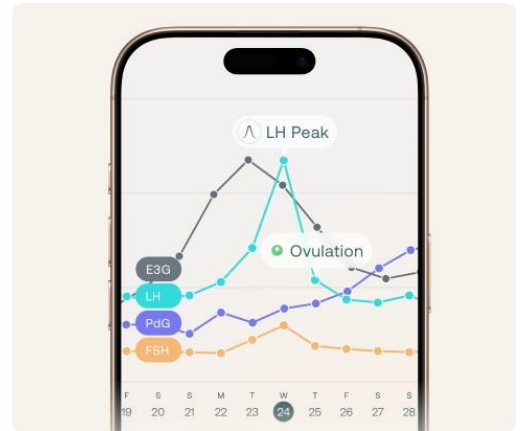 LH Peak
Ovulation
E3G
LH
PdG
FSH
F S S M T W T F S S
19 20 21 22 23 24 25 26 27 28